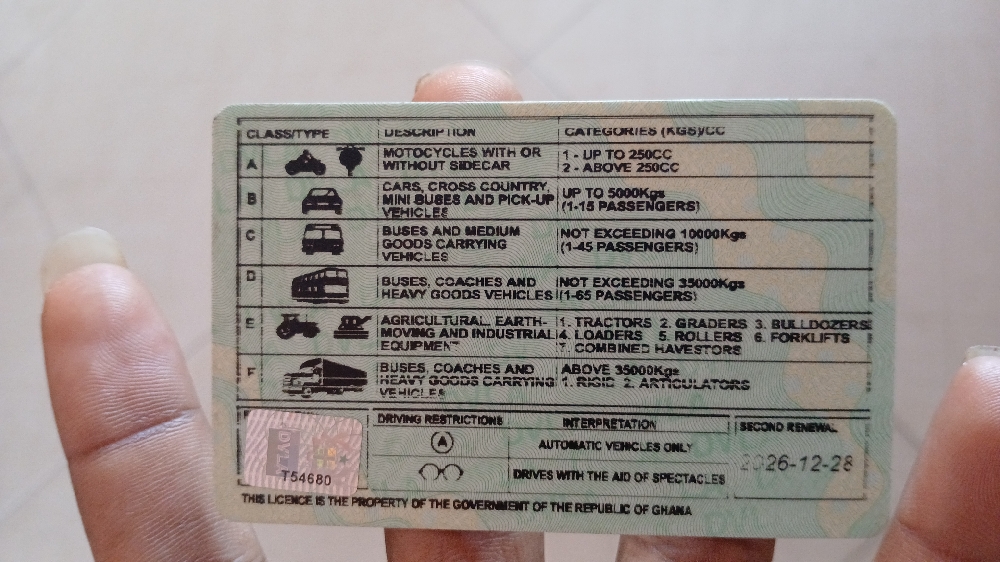 CLASS/TYPE DESCRIPTION CATEGORIES (KGS)/CC
A MOTOCYCLES WITH OR WITHOUT SIDECAR 1 - UP TO 250CC 2 - ABOVE 250CC
B CARS, CROSS COUNTRY, MINI BUSES AND PICK-UP VEHICLES UP TO 5000Kgs (1-15 PASSENGERS)
C BUSES AND MEDIUM GOODS CARRYING VEHICLES NOT EXCEEDING 10000Kgs (1-45 PASSENGERS)
D BUSES, COACHES AND HEAVY GOODS VEHICLES NOT EXCEEDING 35000Kgs (1-65 PASSENGERS)
E AGRICULTURAL, EARTH-MOVING AND INDUSTRIAL EQUIPMENT 1. TRACTORS 2. GRADERS 3. BULLDOZERS 4. LOADERS 5. ROLLERS 6. FORKLIFTS 7. COMBINED HAVESTORS
F BUSES, COACHES AND HEAVY GOODS CARRYING VEHICLES ABOVE 35000Kgs 1. RIGID 2. ARTICULATORS
DRIVING RESTRICTIONS INTERPRETATION SECOND RENEWAL
A AUTOMATIC VEHICLES ONLY
2026-12-28
DRIVES WITH THE AID OF SPECTACLES
DVLA
T54680
THIS LICENCE IS THE PROPERTY OF THE GOVERNMENT OF THE REPUBLIC OF GHANA